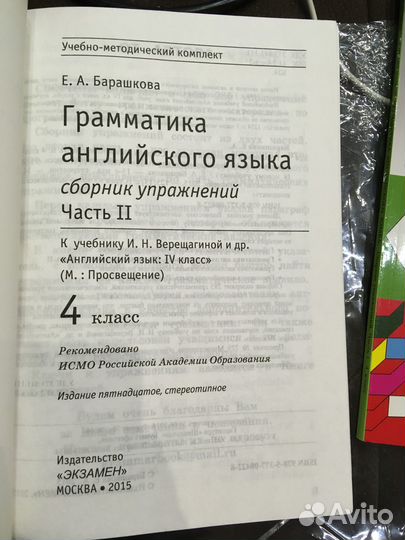 Учебно-методический комплект
Е. А. Барашкова
Грамматика
английского языка
сборник упражнений
Часть II
К учебнику И. Н. Верещагиной и др.
«Английский язык: IV класс»
(М. : Просвещение)
4 класс
Рекомендовано
ИСМО Российской Академии Образования
Издание пятнадцатое, стереотипное
Издательство
«ЭКЗАМЕН»
МОСКВА • 2015
Avito